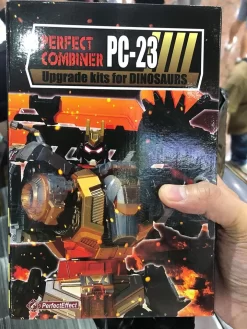 PERFECT
COMBINER PC-23
Upgrade kits for DINOSAURS
PerfectEffect